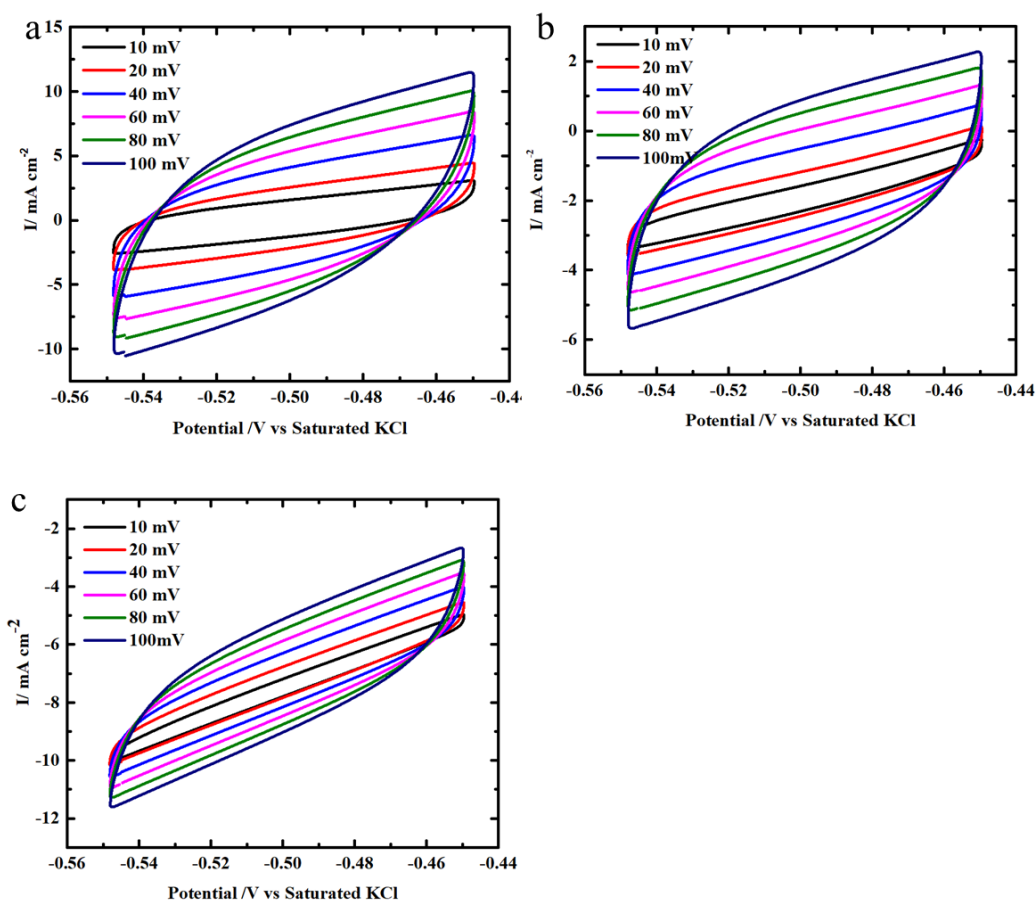 a
15
10
5
0
-5
-10
10 mV
20 mV
40 mV
60 mV
80 mV
100 mV
I/ mA cm-2
-0.56 -0.54 -0.52 -0.50 -0.48 -0.46 -0.44
Potential /V vs Saturated KCl
b
2
0
-2
-4
-6
10 mV
20 mV
40 mV
60 mV
80 mV
100mV
I/ mA cm-2
-0.56 -0.54 -0.52 -0.50 -0.48 -0.46 -0.44
Potential /V vs Saturated KCl
c
-2
-4
-6
-8
-10
-12
10 mV
20 mV
40 mV
60 mV
80 mV
100mV
I/ mA cm-2
-0.56 -0.54 -0.52 -0.50 -0.48 -0.46 -0.44
Potential /V vs Saturated KCl